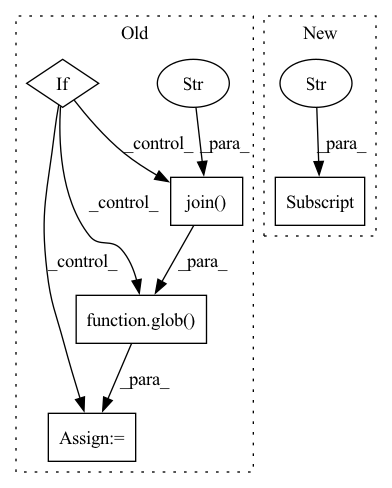 Old
New
If
Str
Str
_control_
_para_
_para_
join()
Subscript
_control_
_control_
_para_
function.glob()
_para_
Assign:=